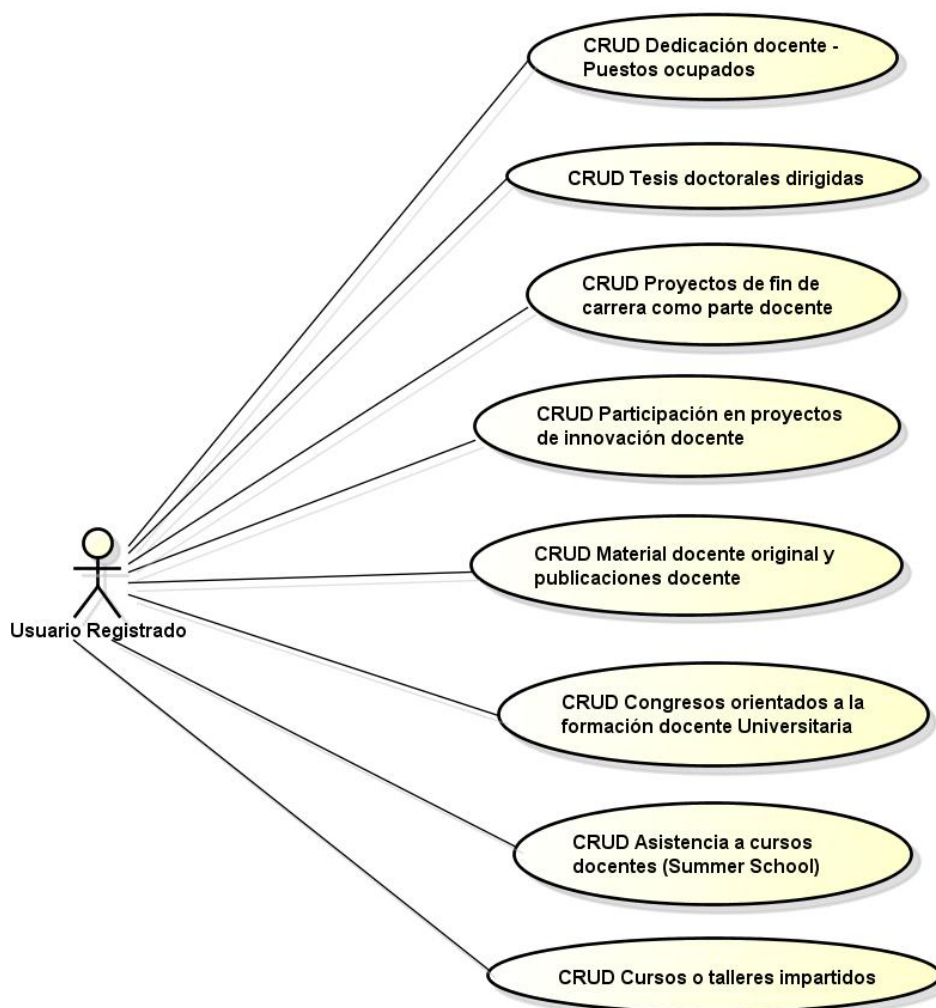 CRUD Dedicación docente -
Puestos ocupados
CRUD Tesis doctorales dirigidas
CRUD Proyectos de fin de
carrera como parte docente
CRUD Participación en proyectos
de innovación docente
CRUD Material docente original y
publicaciones docente
Usuario Registrado
CRUD Congresos orientados a la
formación docente Universitaria
CRUD Asistencia a cursos
docentes (Summer School)
CRUD Cursos o talleres impartidos